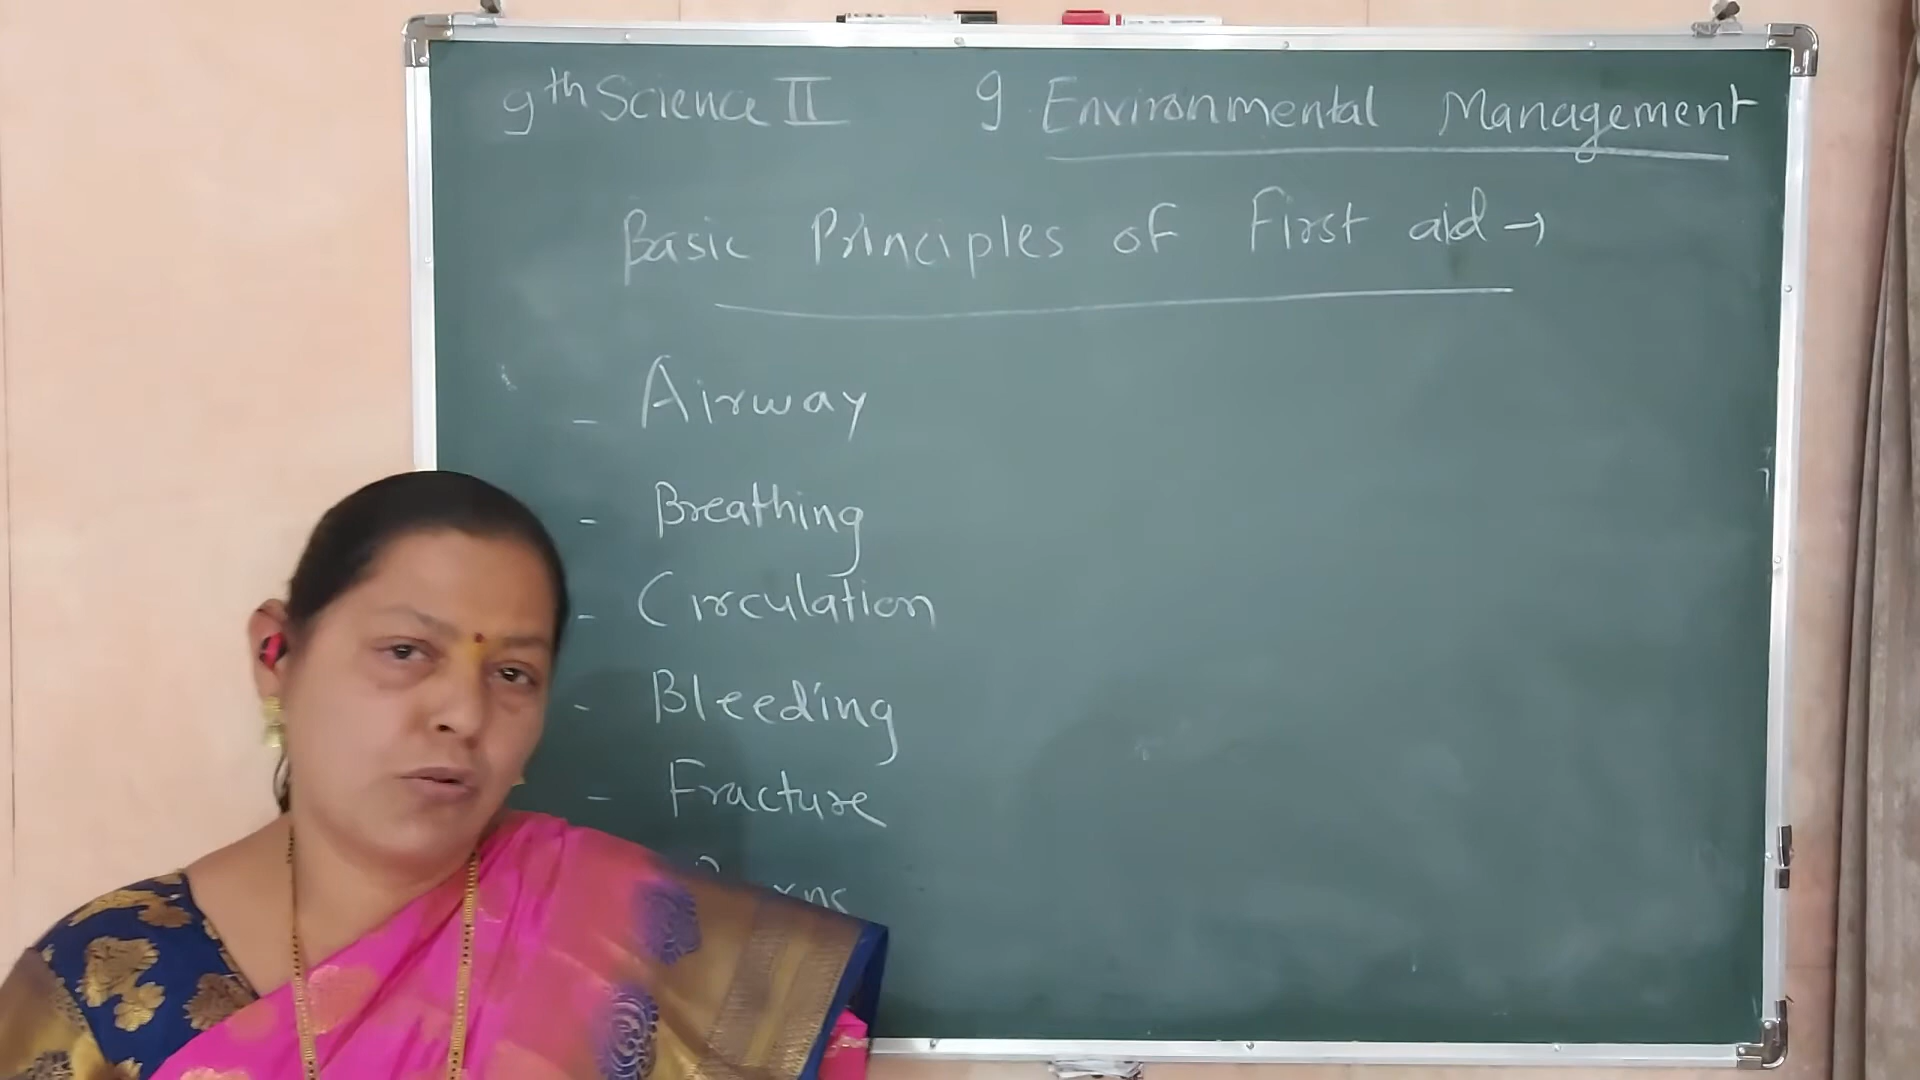 9th Science II 9 Environmental Management
Basic Principles of First aid →
- Airway
- Breathing
- Circulation
- Bleeding
- Fracture